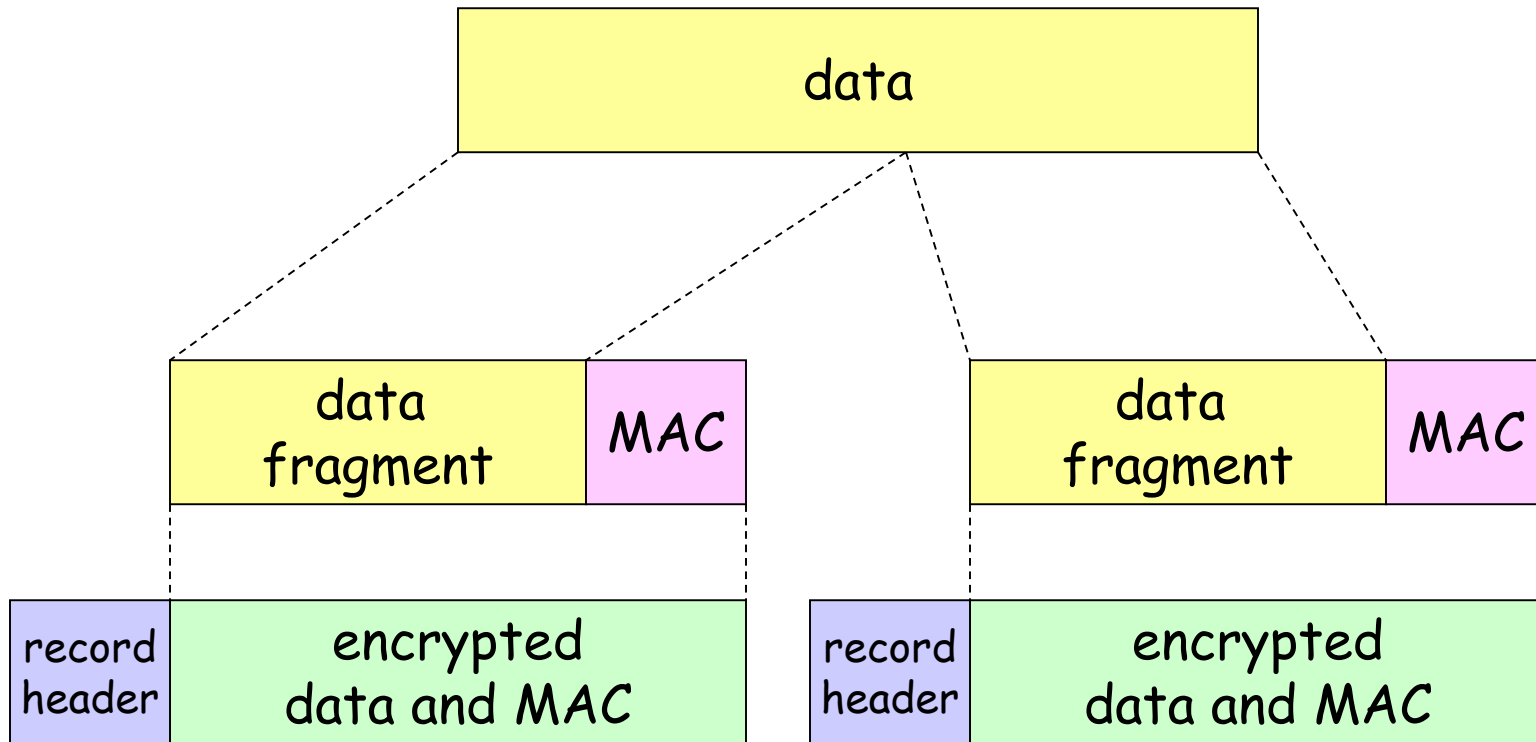 data
data
fragment
MAC
data
fragment
MAC
record
header
encrypted
data and MAC
record
header
encrypted
data and MAC